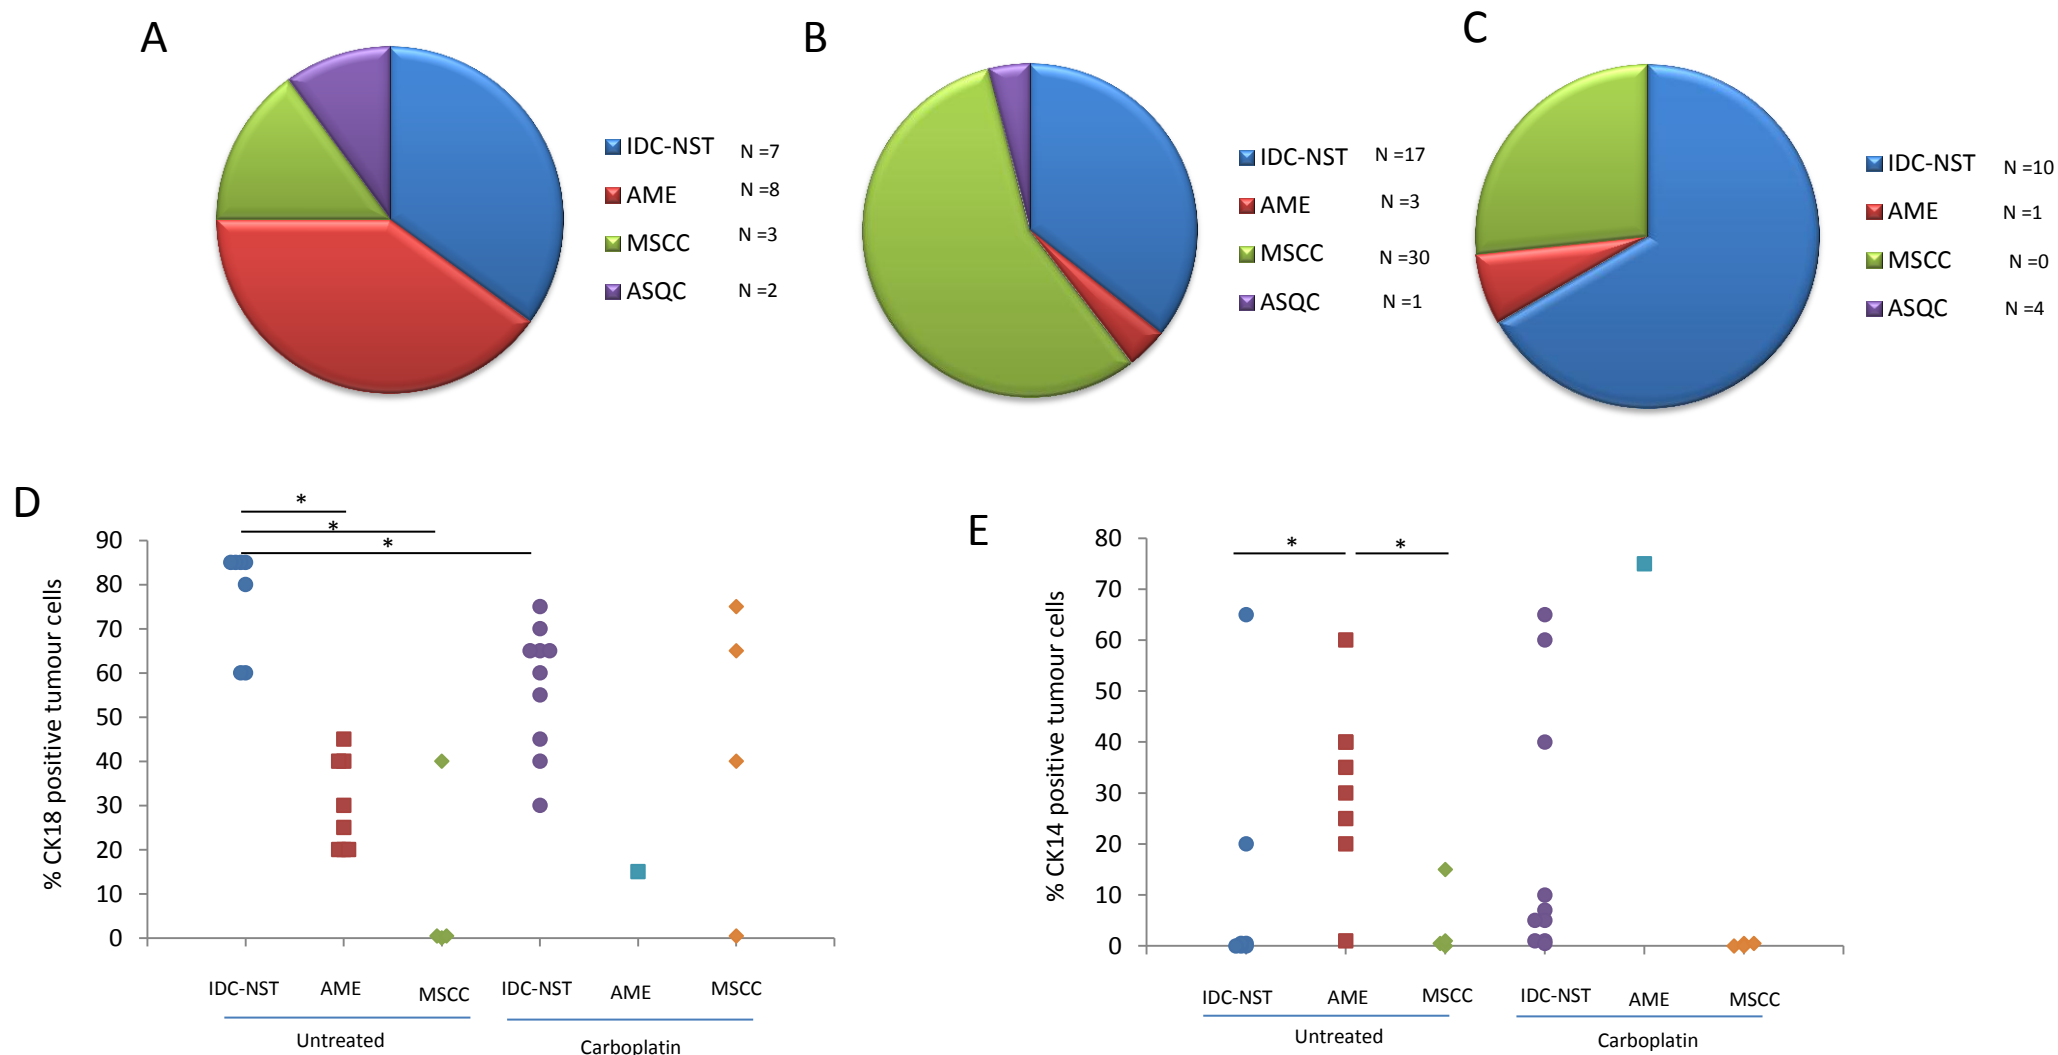 A
IDC-NST N =7
AME N =8
MSCC N =3
ASQC N =2
B
IDC-NST N =17
AME N =3
MSCC N =30
ASQC N =1
C
IDC-NST N =10
AME N =1
MSCC N =0
ASQC N =4
D
% CK18 positive tumour cells
*
*
*
90
80
70
60
50
40
30
20
10
0
IDC-NST AME MSCC IDC-NST AME MSCC
Untreated Carboplatin
E
% CK14 positive tumour cells
* *
80
70
60
50
40
30
20
10
0
IDC-NST AME MSCC IDC-NST AME MSCC
Untreated Carboplatin